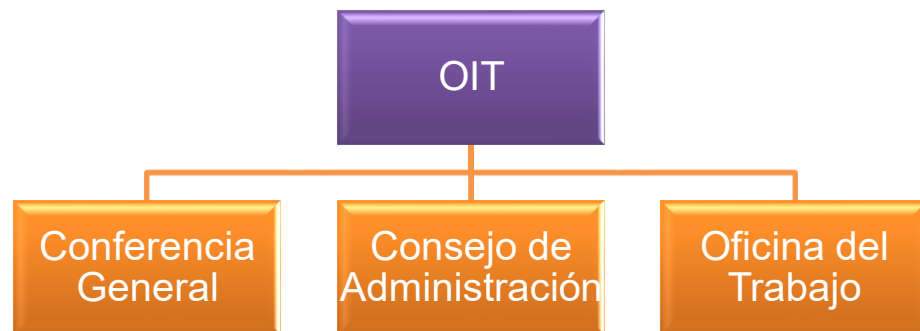 OIT
Conferencia
General
Consejo de
Administración
Oficina del
Trabajo